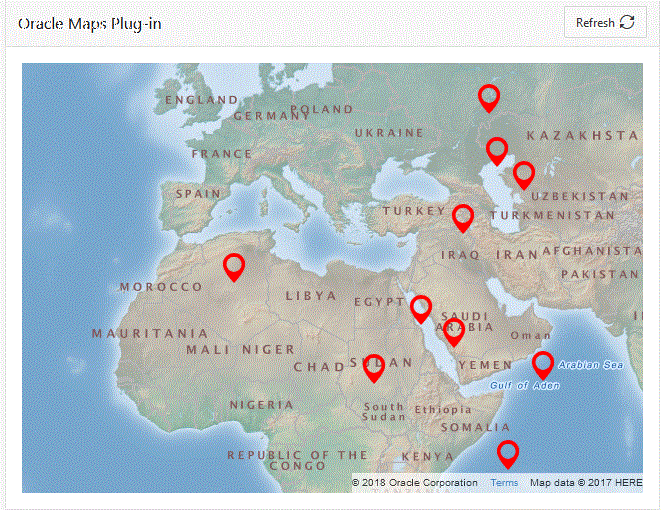 Oracle Maps Plug-in
Refresh
ENGLAND
POLAND
GERMANY
UKRAINE
KAZAKHSTA
FRANCE
SPAIN
UZBEKISTAN
TURKEY
TURKMENISTAN
IRAQ
IRAN
AFGHANISTA
PAKISTAN
MOROCCO
LIBYA
EGYPT
SAUDI
ARABIA
MAURITANIA
Oman
MALI
NIGER
CHAD
SUDAN
YEMEN
Arabian Sea
Gulf of Aden
NIGERIA
South
Sudan
Ethiopia
SOMALIA
REPUBLIC OF THE
CONGO
KENYA
© 2018 Oracle Corporation
Terms
Map data © 2017 HERE